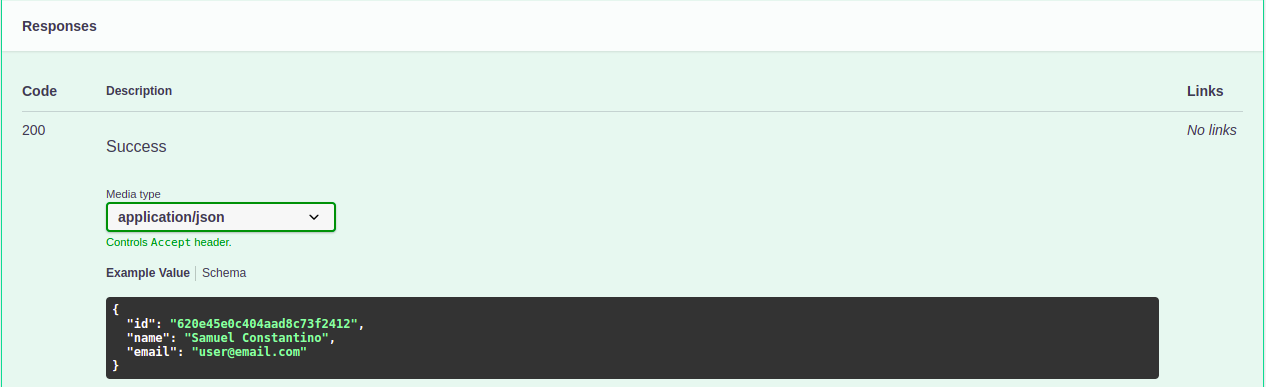 Responses
Code Description Links
200 Success No links
Media type
application/json
Controls Accept header.
Example Value Schema
{
"id": "620e45e0c404aad8c73f2412",
"name": "Samuel Constantino",
"email": "user@email.com"
}